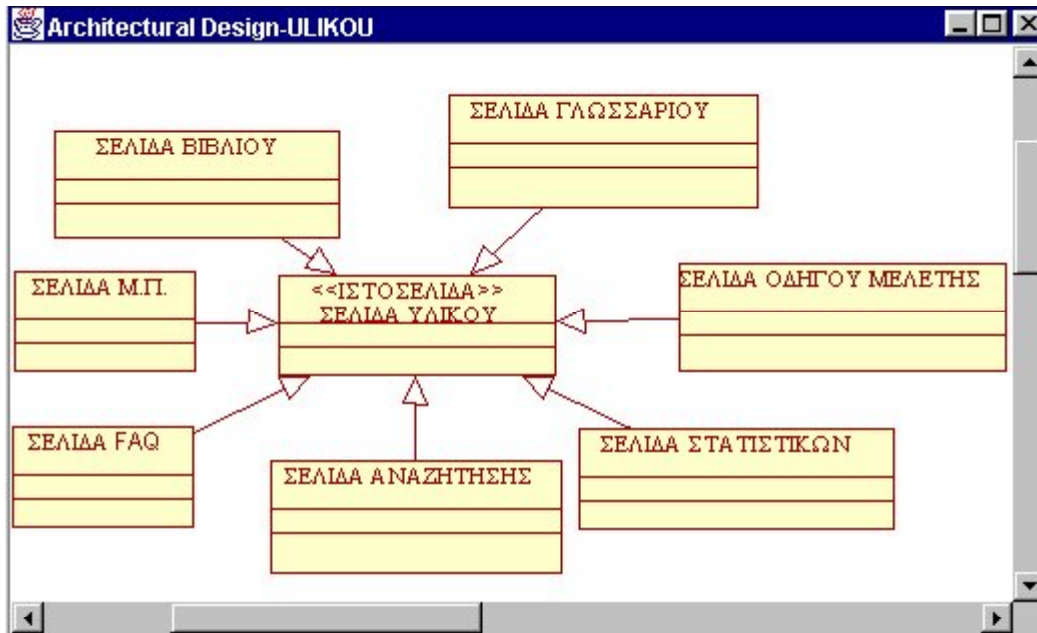 Architectural Design-ULIKOU
ΣΕΛΙΔΑ ΓΛΩΣΣΑΡΙΟΥ
ΣΕΛΙΔΑ ΒΙΒΛΙΟΥ
ΣΕΛΙΔΑ Μ.Π.
<<ΙΣΤΟΣΕΛΙΔΑ>>
ΣΕΛΙΔΑ ΥΛΙΚΟΥ
ΣΕΛΙΔΑ ΟΔΗΓΟΥ ΜΕΛΕΤΗΣ
ΣΕΛΙΔΑ FAQ
ΣΕΛΙΔΑ ΑΝΑΖΗΤΗΣΗΣ
ΣΕΛΙΔΑ ΣΤΑΤΙΣΤΙΚΩΝ